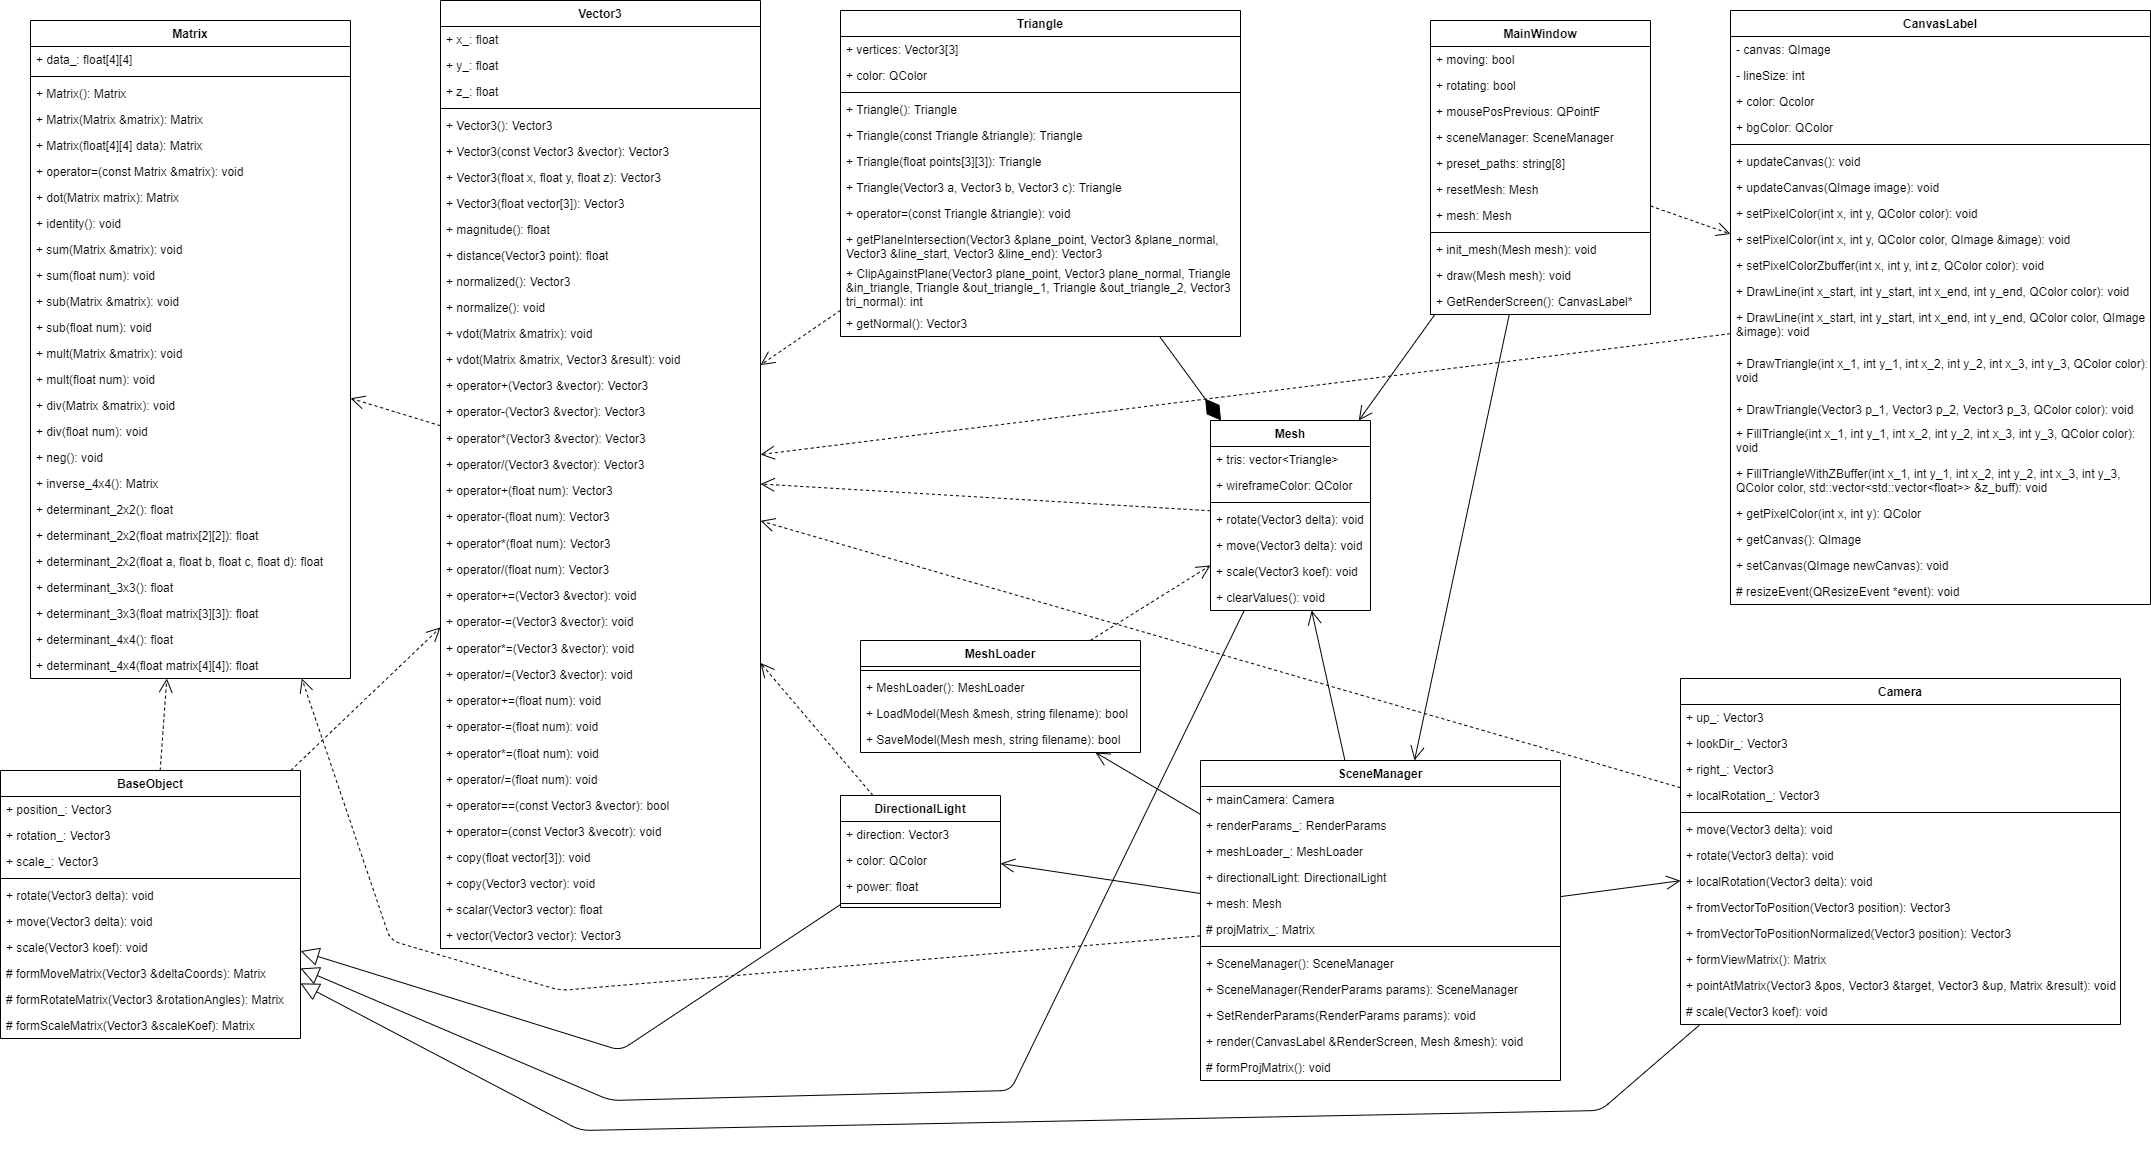 Matrix
+ data_: float[4][4]
+ Matrix(): Matrix
+ Matrix(Matrix &matrix): Matrix
+ Matrix(float[4][4] data): Matrix
+ operator=(const Matrix &matrix): void
+ dot(Matrix matrix): Matrix
+ identity(): void
+ sum(Matrix &matrix): void
+ sum(float num): void
+ sub(Matrix &matrix): void
+ sub(float num): void
+ mult(Matrix &matrix): void
+ mult(float num): void
+ div(Matrix &matrix): void
+ div(float num): void
+ neg(): void
+ inverse_4x4(): Matrix
+ determinant_2x2(): float
+ determinant_2x2(float matrix[2][2]): float
+ determinant_2x2(float a, float b, float c, float d): float
+ determinant_3x3(): float
+ determinant_3x3(float matrix[3][3]): float
+ determinant_4x4(): float
+ determinant_4x4(float matrix[4][4]): float
Vector3
+ x_: float
+ y_: float
+ z_: float
+ Vector3(): Vector3
+ Vector3(const Vector3 &vector): Vector3
+ Vector3(float x, float y, float z): Vector3
+ Vector3(float vector[3]): Vector3
+ magnitude(): float
+ distance(Vector3 point): float
+ normalized(): Vector3
+ normalize(): void
+ vdot(Matrix &matrix): void
+ vdot(Matrix &matrix, Vector3 &result): void
+ operator+(Vector3 &vector): Vector3
+ operator-(Vector3 &vector): Vector3
+ operator*(Vector3 &vector): Vector3
+ operator/(Vector3 &vector): Vector3
+ operator+(float num): Vector3
+ operator-(float num): Vector3
+ operator*(float num): Vector3
+ operator/(float num): Vector3
+ operator+=(Vector3 &vector): void
+ operator-=(Vector3 &vector): void
+ operator*=(Vector3 &vector): void
+ operator/=(Vector3 &vector): void
+ operator+=(float num): void
+ operator-=(float num): void
+ operator*=(float num): void
+ operator/=(float num): void
+ operator==(const Vector3 &vector): bool
+ operator=(const Vector3 &vecotr): void
+ copy(float vector[3]): void
+ copy(Vector3 vector): void
+ scalar(Vector3 vector): float
+ vector(Vector3 vector): Vector3
Triangle
+ vertices: Vector3[3]
+ color: QColor
+ Triangle(): Triangle
+ Triangle(const Triangle &triangle): Triangle
+ Triangle(float points[3][3]): Triangle
+ Triangle(Vector3 a, Vector3 b, Vector3 c): Triangle
+ operator=(const Triangle &triangle): void
+ getPlaneIntersection(Vector3 &plane_point, Vector3 &plane_normal,
Vector3 &line_start, Vector3 &line_end): Vector3
+ ClipAgainstPlane(Vector3 plane_point, Vector3 plane_normal, Triangle
&in_triangle, Triangle &out_triangle_1, Triangle &out_triangle_2, Vector3
tri_normal): int
+ getNormal(): Vector3
MainWindow
+ moving: bool
+ rotating: bool
+ mousePosPrevious: QPointF
+ sceneManager: SceneManager
+ preset_paths: string[8]
+ resetMesh: Mesh
+ mesh: Mesh
+ init_mesh(Mesh mesh): void
+ draw(Mesh mesh): void
+ GetRenderScreen(): CanvasLabel*
CanvasLabel
- canvas: QImage
- lineSize: int
+ color: Qcolor
+ bgColor: QColor
+ updateCanvas(): void
+ updateCanvas(QImage image): void
+ setPixelColor(int x, int y, QColor color): void
+ setPixelColor(int x, int y, QColor color, QImage &image): void
+ setPixelColorZbuffer(int x, int y, int z, QColor color): void
+ DrawLine(int x_start, int y_start, int x_end, int y_end, QColor color): void
+ DrawLine(int x_start, int y_start, int x_end, int y_end, QColor color, QImage
&image): void
+ DrawTriangle(int x_1, int y_1, int x_2, int y_2, int x_3, int y_3, QColor color):
void
+ DrawTriangle(Vector3 p_1, Vector3 p_2, Vector3 p_3, QColor color): void
+ FillTriangle(int x_1, int y_1, int x_2, int y_2, int x_3, int y_3, QColor color):
void
+ FillTriangleWithZBuffer(int x_1, int y_1, int x_2, int y_2, int x_3, int y_3,
QColor color, std::vector<std::vector<float>> &z_buff): void
+ getPixelColor(int x, int y): QColor
+ getCanvas(): QImage
+ setCanvas(QImage newCanvas): void
# resizeEvent(QResizeEvent *event): void
Mesh
+ tris: vector<Triangle>
+ wireframeColor: QColor
+ rotate(Vector3 delta): void
+ move(Vector3 delta): void
+ scale(Vector3 koef): void
+ clearValues(): void
MeshLoader
+ MeshLoader(): MeshLoader
+ LoadModel(Mesh &mesh, string filename): bool
+ SaveModel(Mesh mesh, string filename): bool
BaseObject
+ position_: Vector3
+ rotation_: Vector3
+ scale_: Vector3
+ rotate(Vector3 delta): void
+ move(Vector3 delta): void
+ scale(Vector3 koef): void
# formMoveMatrix(Vector3 &deltaCoords): Matrix
# formRotateMatrix(Vector3 &rotationAngles): Matrix
# formScaleMatrix(Vector3 &scaleKoef): Matrix
DirectionalLight
+ direction: Vector3
+ color: QColor
+ power: float
SceneManager
+ mainCamera: Camera
+ renderParams_: RenderParams
+ meshLoader_: MeshLoader
+ directionalLight: DirectionalLight
+ mesh: Mesh
# projMatrix_: Matrix
+ SceneManager(): SceneManager
+ SceneManager(RenderParams params): SceneManager
+ SetRenderParams(RenderParams params): void
+ render(CanvasLabel &RenderScreen, Mesh &mesh): void
# formProjMatrix(): void
Camera
+ up_: Vector3
+ lookDir_: Vector3
+ right_: Vector3
+ localRotation_: Vector3
+ move(Vector3 delta): void
+ rotate(Vector3 delta): void
+ localRotation(Vector3 delta): void
+ fromVectorToPosition(Vector3 position): Vector3
+ fromVectorToPositionNormalized(Vector3 position): Vector3
+ formViewMatrix(): Matrix
+ pointAtMatrix(Vector3 &pos, Vector3 &target, Vector3 &up, Matrix &result): void
# scale(Vector3 koef): void